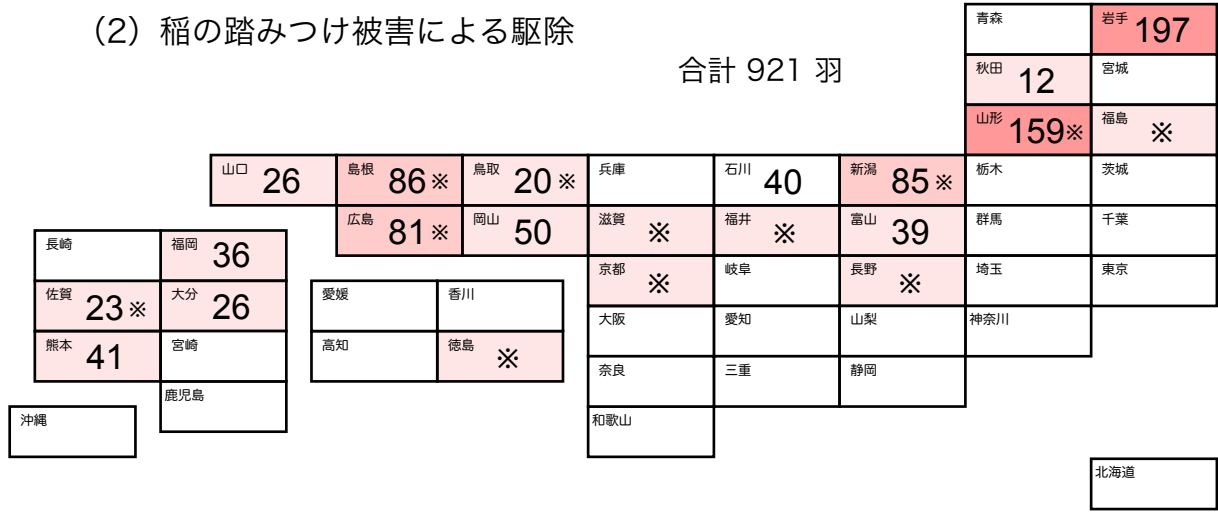 （2）稲の踏みつけ被害による駆除
合計 921 羽
青森
岩手 197
秋田 12
宮城
山形 159※
福島 ※
山口 26
島根 86※
鳥取 20※
兵庫
石川 40
新潟 85※
栃木
茨城
広島 81※
岡山 50
滋賀 ※
福井 ※
富山 39
群馬
千葉
長崎
福岡 36
京都 ※
岐阜
長野 ※
埼玉
東京
佐賀 23※
大分 26
愛媛
香川
大阪
愛知
山梨
神奈川
熊本 41
宮崎
高知
徳島 ※
奈良
三重
静岡
鹿児島
沖縄
和歌山
北海道